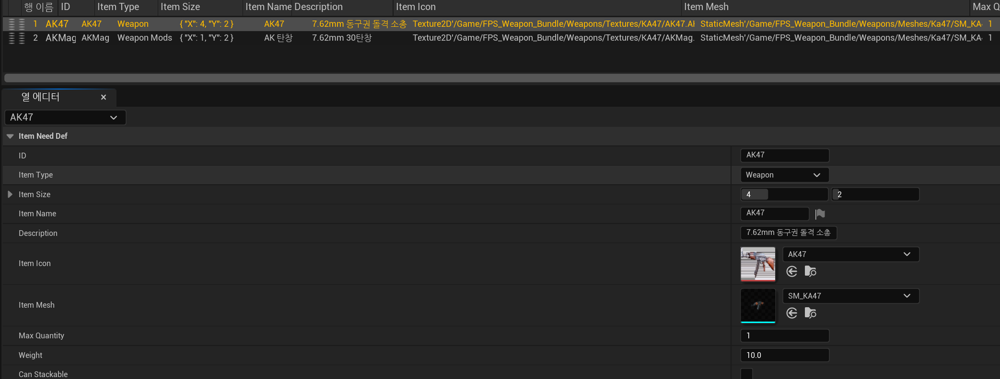 행 이름 ID Item Type Item Size Item Name Description Item Icon Item Mesh Max Q
1 AK47 AK47 Weapon { "X": 4, "Y": 2 } AK47 7.62mm 동구권 돌격 소총 Texture2D'/Game/FPS_Weapon_Bundle/Weapons/Textures/KA47/AK47.AI StaticMesh'/Game/FPS_Weapon_Bundle/Weapons/Meshes/Ka47/SM_KA 1
2 AKMag AKMag Weapon Mods { "X": 1, "Y": 2 } AK 탄창 7.62mm 30탄창 Texture2D'/Game/FPS_Weapon_Bundle/Weapons/Textures/KA47/AKMag. StaticMesh'/Game/FPS_Weapon_Bundle/Weapons/Meshes/Ka47/SM_KA 1
열 에디터
AK47
Item Need Def
ID AK47
Item Type Weapon
Item Size 4 2
Item Name AK47
Description 7.62mm 동구권 돌격 소총
Item Icon AK47
Item Mesh SM_KA47
Max Quantity 1
Weight 10.0
Can Stackable